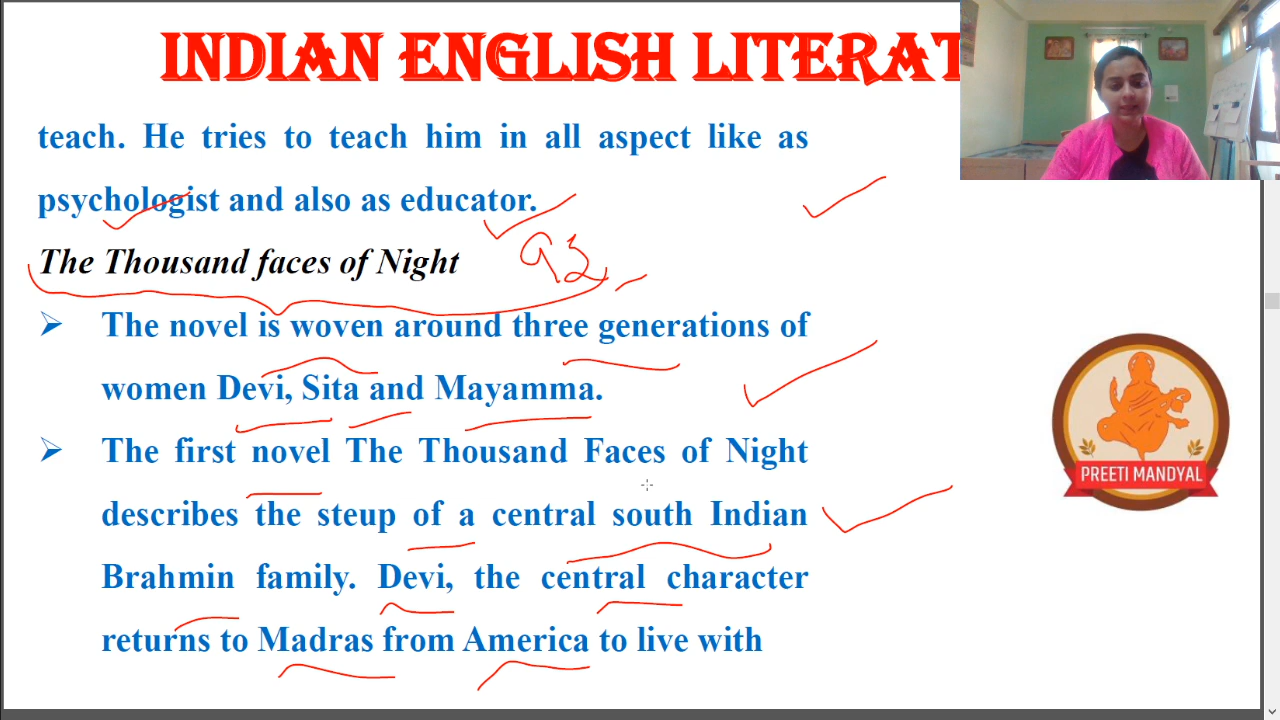 INDIAN ENGLISH LITERAT
teach. He tries to teach him in all aspect like as
psychologist and also as educator.
The Thousand faces of Night 92
➢ The novel is woven around three generations of
women Devi, Sita and Mayamma.
➢ The first novel The Thousand Faces of Night
describes the steup of a central south Indian
Brahmin family. Devi, the central character
returns to Madras from America to live with
PREETI MANDYAL